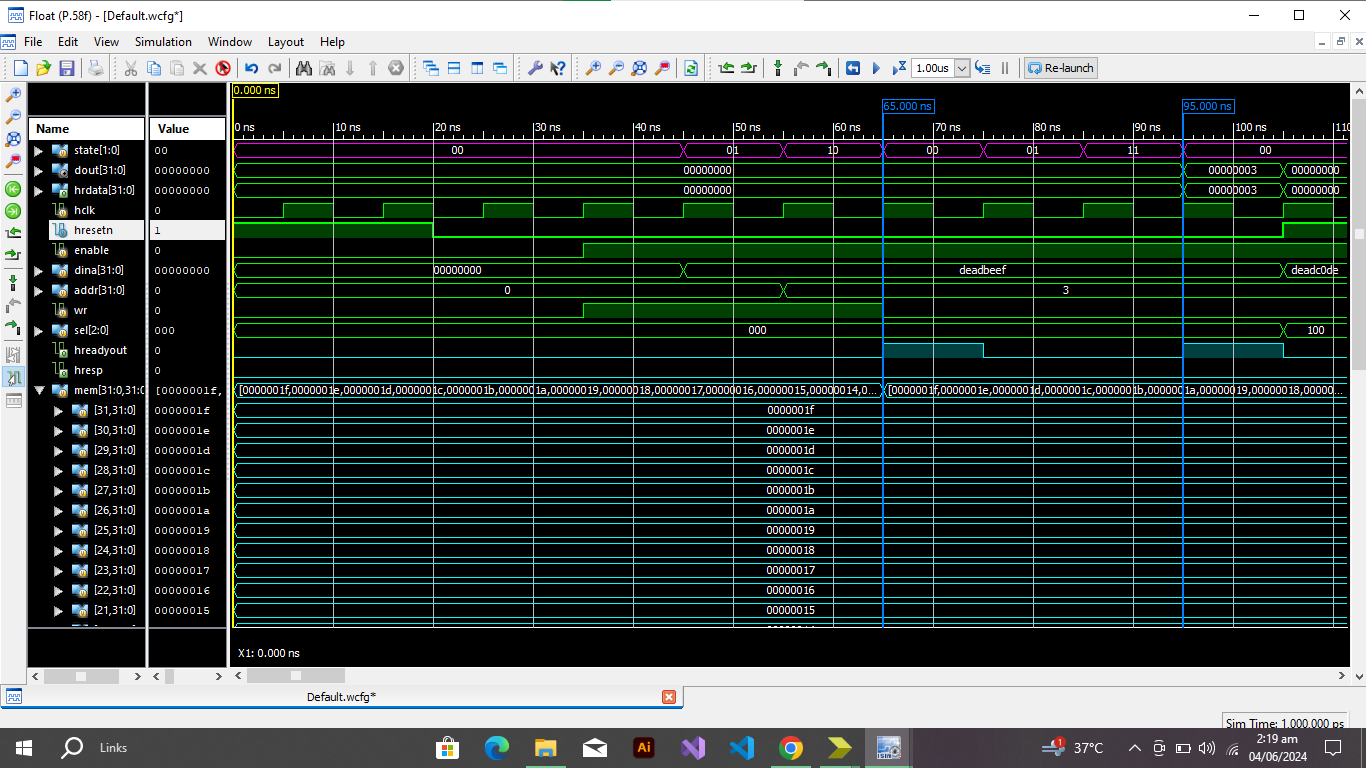 Float (P.58f) - [Default.wcfg*]
File Edit View Simulation Window Layout Help
1.00us Re-launch
0.000 ns
65.000 ns 95.000 ns
Name Value 0 ns 10 ns 20 ns 30 ns 40 ns 50 ns 60 ns 70 ns 80 ns 90 ns 100 ns 110
state[1:0] 00 00 01 10 00 01 11 00
dout[31:0] 00000000 00000000 00000003 00000000
hrdata[31:0] 00000000 00000000 00000003 00000000
hclk 0
hresetn 1
enable 0
dina[31:0] 00000000 00000000 deadbeef deadc0de
addr[31:0] 0 0 3
wr 0
sel[2:0] 000 000 100
hreadyout 0
hresp 0
mem[31:0,31:0 [0000001f, [0000001f,0000001e,0000001d,0000001c,0000001b,0000001a,00000019,00000018,00000017,00000016,00000015,00000014,0... [0000001f,0000001e,0000001d,0000001c,0000001b,0000001a,00000019,00000018,000000...
[31,31:0] 0000001f 0000001f
[30,31:0] 0000001e 0000001e
[29,31:0] 0000001d 0000001d
[28,31:0] 0000001c 0000001c
[27,31:0] 0000001b 0000001b
[26,31:0] 0000001a 0000001a
[25,31:0] 00000019 00000019
[24,31:0] 00000018 00000018
[23,31:0] 00000017 00000017
[22,31:0] 00000016 00000016
[21,31:0] 00000015 00000015
X1: 0.000 ns
Default.wcfg*
Sim Time: 1,000,000 ps
Links Ai 1 37°C 2:19 am
04/06/2024